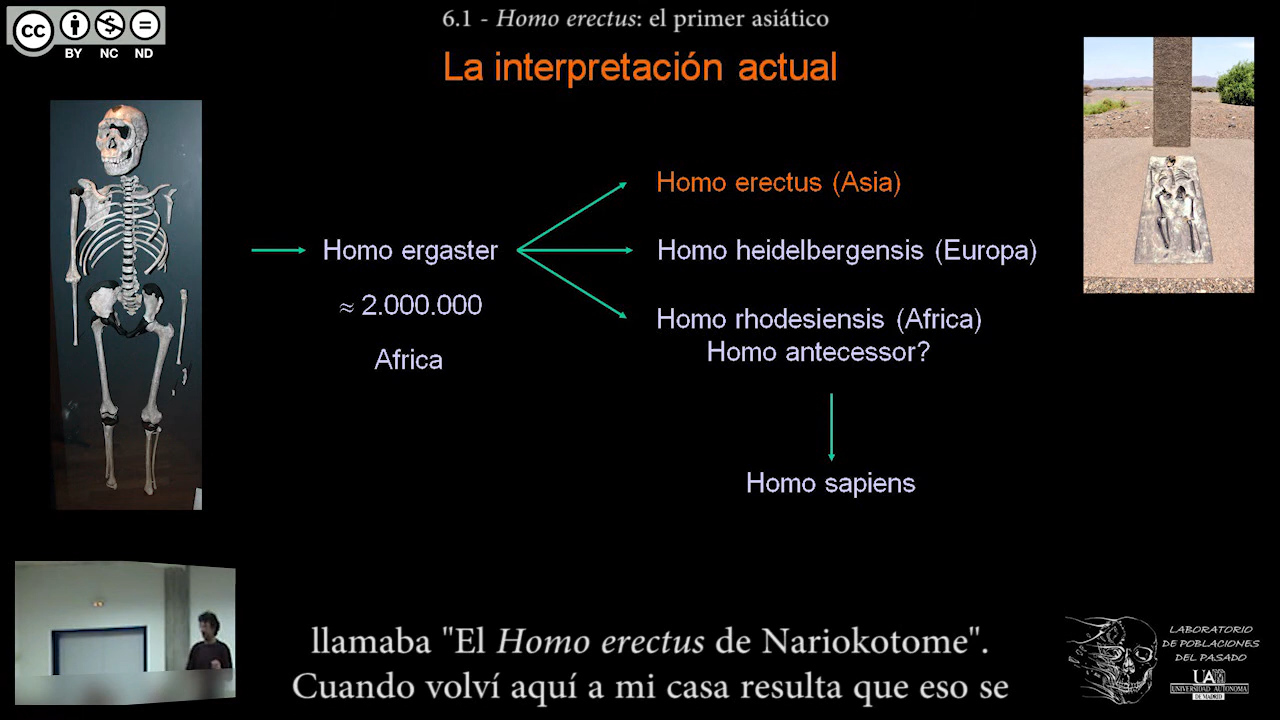 6.1 - Homo erectus: el primer asiático
cc
BY NC ND
La interpretación actual
Homo erectus (Asia)
Homo ergaster
Homo heidelbergensis (Europa)
≈ 2.000.000
Homo rhodesiensis (Africa)
Homo antecessor?
Africa
Homo sapiens
llamaba "El Homo erectus de Nariokotome".
Cuando volví aquí a mi casa resulta que eso se
LABORATORIO
DE POBLACIONES
DEL PASADO
UAM
UNIVERSIDAD AUTONOMA
DE MADRID